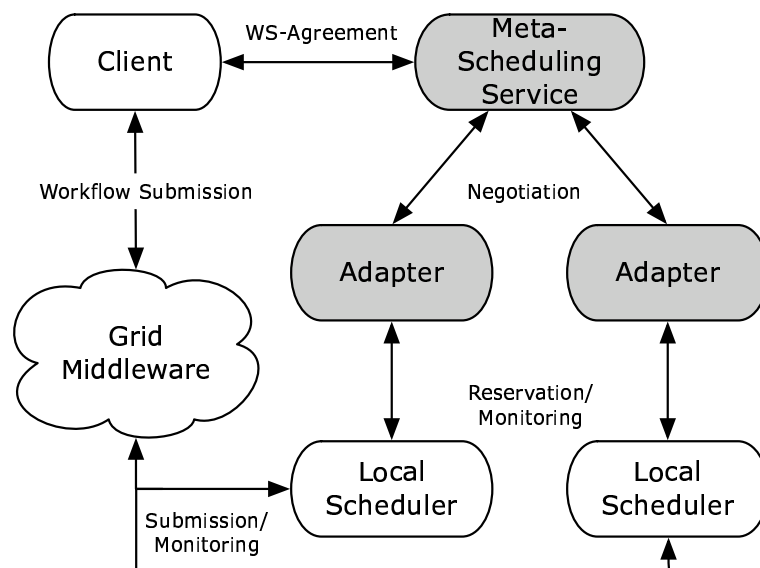 Client
WS-Agreement
Meta-
Scheduling
Service
Workflow Submission
Negotiation
Adapter
Adapter
Grid
Middleware
Reservation/
Monitoring
Local
Scheduler
Local
Scheduler
Submission/
Monitoring